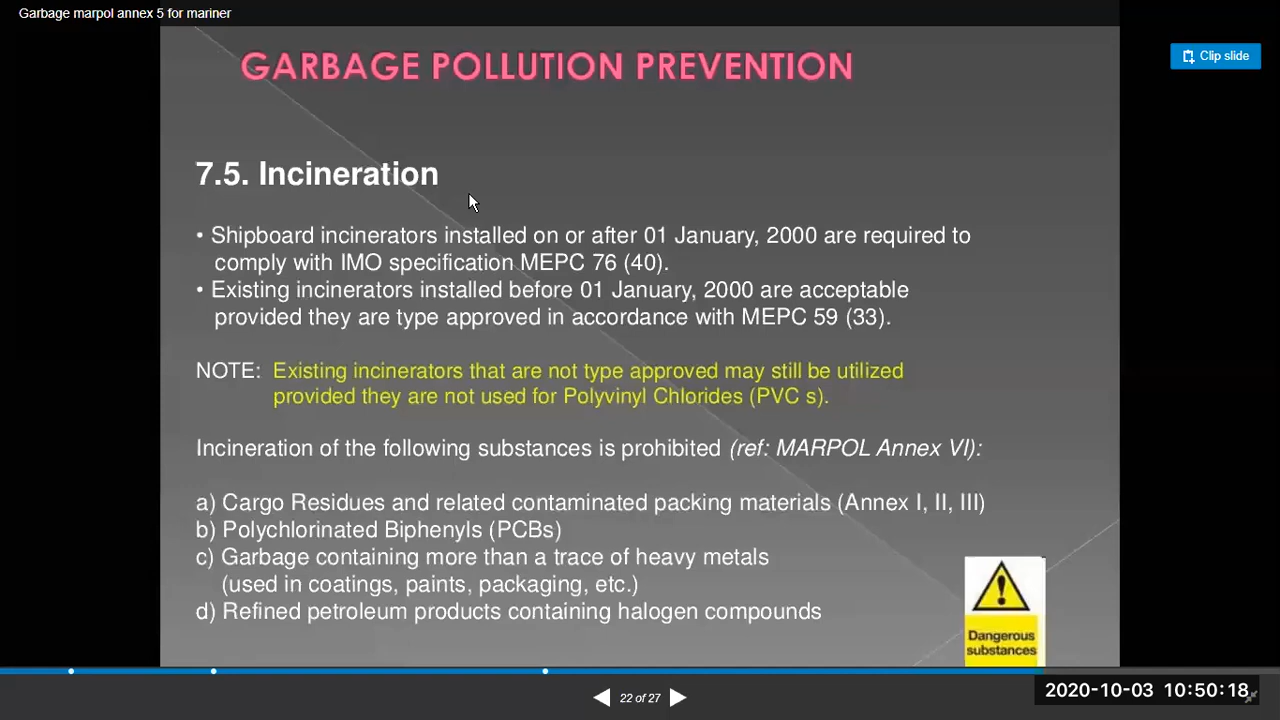 Garbage marpol annex 5 for mariner
GARBAGE POLLUTION PREVENTION
Clip slide
7.5. Incineration
• Shipboard incinerators installed on or after 01 January, 2000 are required to
comply with IMO specification MEPC 76 (40).
• Existing incinerators installed before 01 January, 2000 are acceptable
provided they are type approved in accordance with MEPC 59 (33).
NOTE: Existing incinerators that are not type approved may still be utilized
provided they are not used for Polyvinyl Chlorides (PVC s).
Incineration of the following substances is prohibited (ref: MARPOL Annex VI):
a) Cargo Residues and related contaminated packing materials (Annex I, II, III)
b) Polychlorinated Biphenyls (PCBs)
c) Garbage containing more than a trace of heavy metals
(used in coatings, paints, packaging, etc.)
d) Refined petroleum products containing halogen compounds
Dangerous
substances
22 of 27
2020-10-03 10:50:18